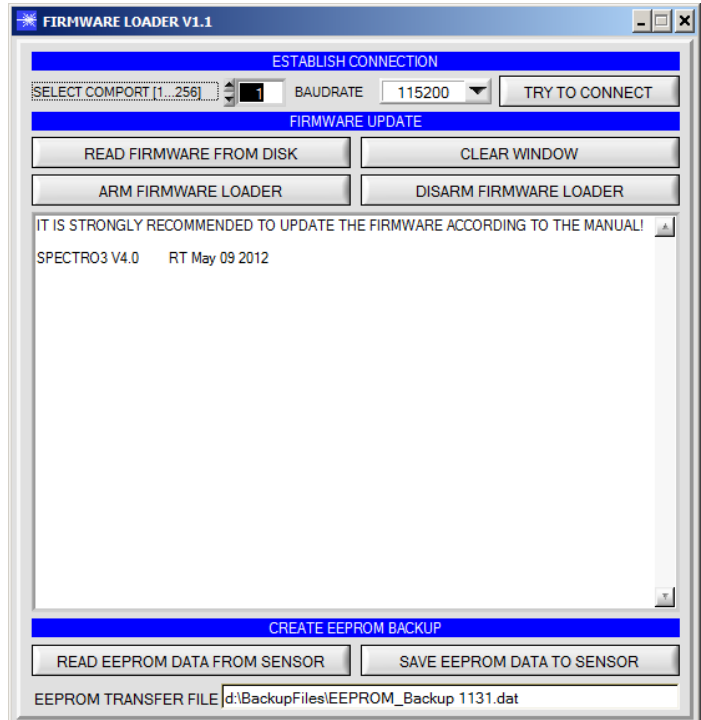 FIRMWARE LOADER V1.1
ESTABLISH CONNECTION
SELECT COMPORT [1...256] 1 BAUDRATE 115200 TRY TO CONNECT
FIRMWARE UPDATE
READ FIRMWARE FROM DISK CLEAR WINDOW
ARM FIRMWARE LOADER DISARM FIRMWARE LOADER
IT IS STRONGLY RECOMMENDED TO UPDATE THE FIRMWARE ACCORDING TO THE MANUAL!
SPECTRO3 V4.0 RT May 09 2012
CREATE EEPROM BACKUP
READ EEPROM DATA FROM SENSOR SAVE EEPROM DATA TO SENSOR
EEPROM TRANSFER FILE d:\BackupFiles\EEPROM_Backup 1131.dat